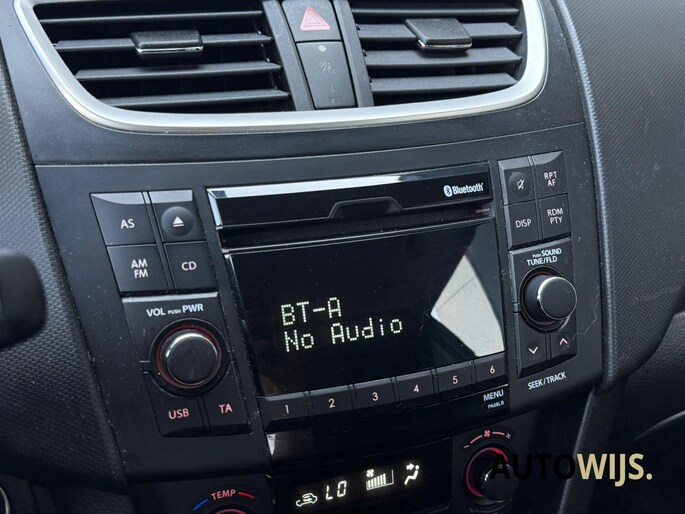 Bluetooth
AS
AM FM
CD
RPT AF
DISP
RDM PTY
PUSH SOUND
TUNE/FLD
VOL PUSH PWR
BT-A
No Audio
USB
TA
1 2 3 4 5 6
MENU
SEEK/TRACK
TEMP
LO
AUTOWIJS.